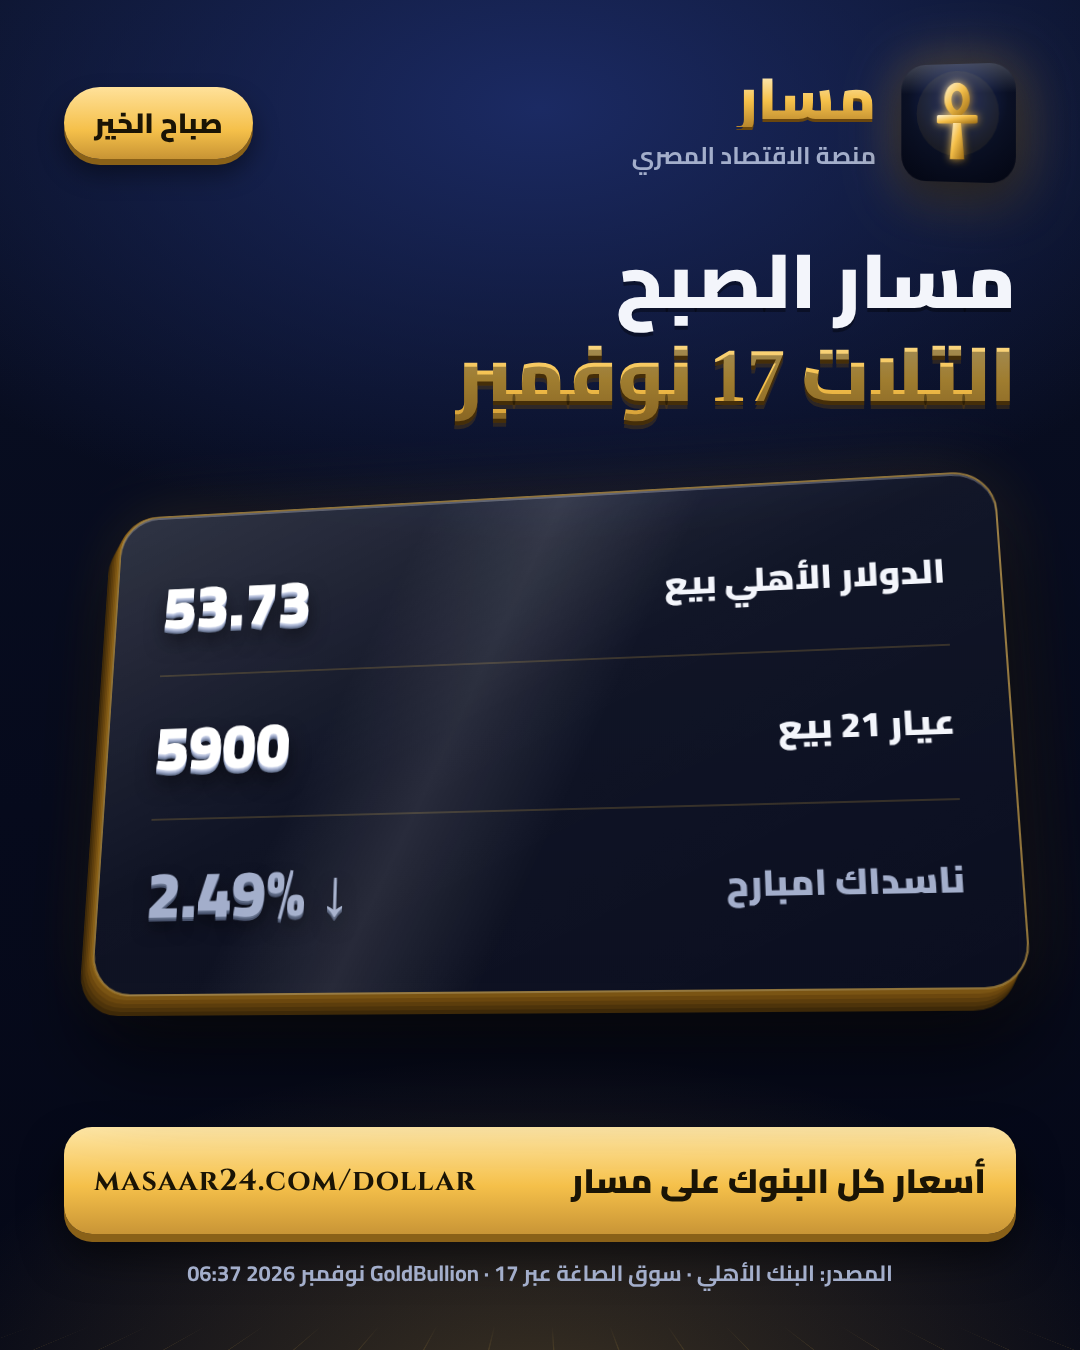 مسار
منصة الاقتصاد المصري
صباح الخير
مسار الصبح
التلات 17 نوفمبر
الدولار الأهلي بيع 53.73
عيار 21 بيع 5900
ناسداك امبارح ↓ 2.49%
أسعار كل البنوك على مسار MASAAR24.COM/DOLLAR
المصدر: البنك الأهلي · سوق الصاغة عبر GoldBullion · 17 نوفمبر 2026 06:37